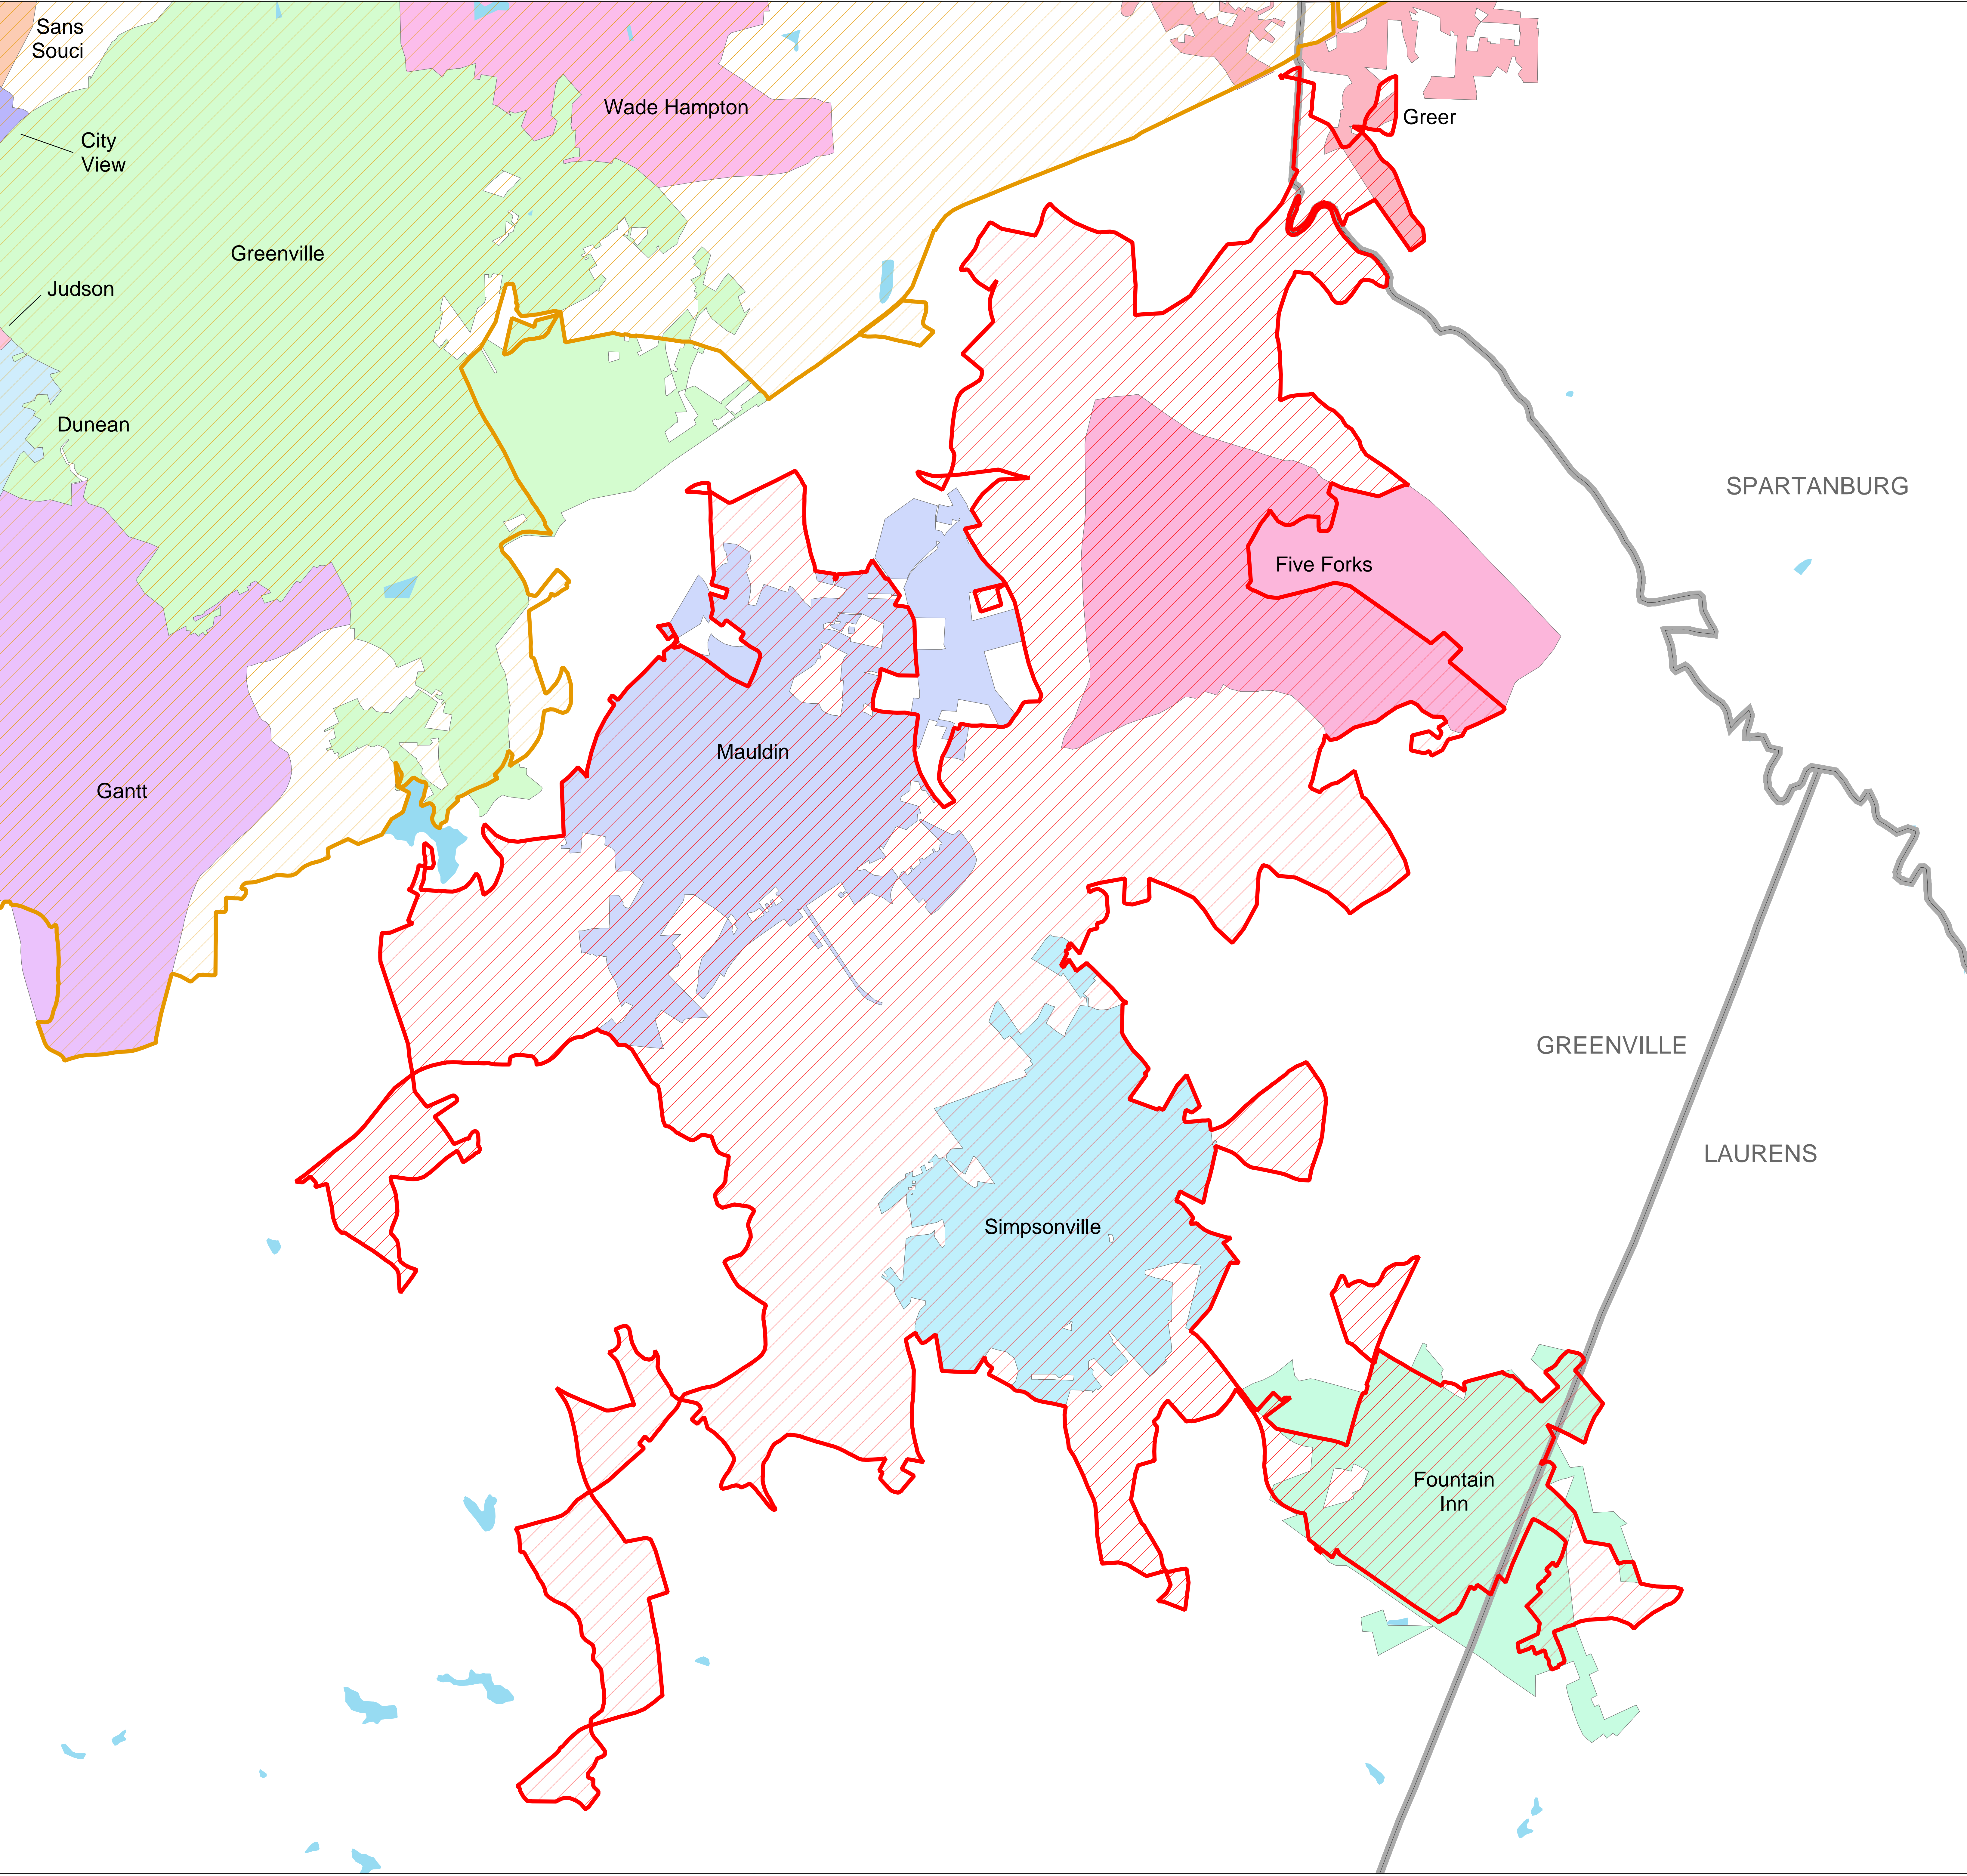 Sans
Souci
Wade Hampton
Greer
City
View
Greenville
Judson
Dunean
SPARTANBURG
Five Forks
Mauldin
Gantt
GREENVILLE
LAURENS
Simpsonville
Fountain
Inn